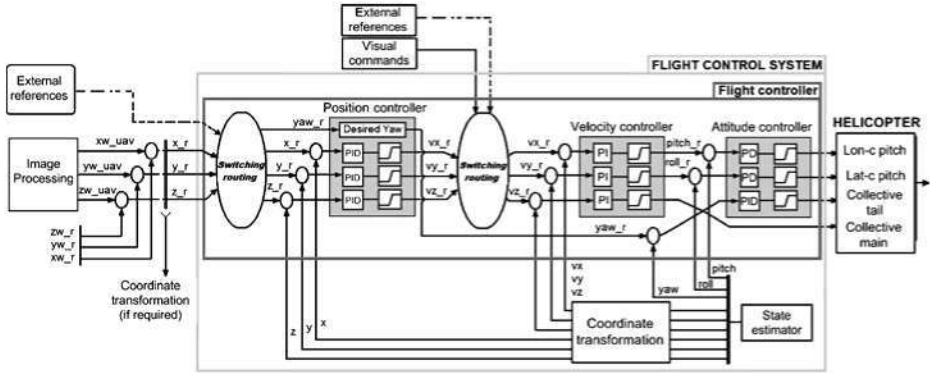 External
references
Visual
commands
FLIGHT CONTROL SYSTEM
Flight controller
External
references
Position controller
Velocity controller
Attitude controller
HELICOPTER
yaw_r
Desired Yaw
Image
Processing
xw_uav
yw_uav
zw_uav
x_r
y_r
z_r
Switching
routing
x_r
y_r
z_r
PID
PID
PID
vx_r
vy_r
vz_r
Switching
routing
vx_r
vy_r
vz_r
PI
PI
PI
pitch_r
roll_r
PD
PD
PID
Lon-c pitch
Lat-c pitch
Collective
tail
Collective
main
zw_r
yw_r
xw_r
yaw_r
Coordinate
transformation
(if required)
z
y
x
vx
vy
vz
yaw
roll
pitch
Coordinate
transformation
State
estimator